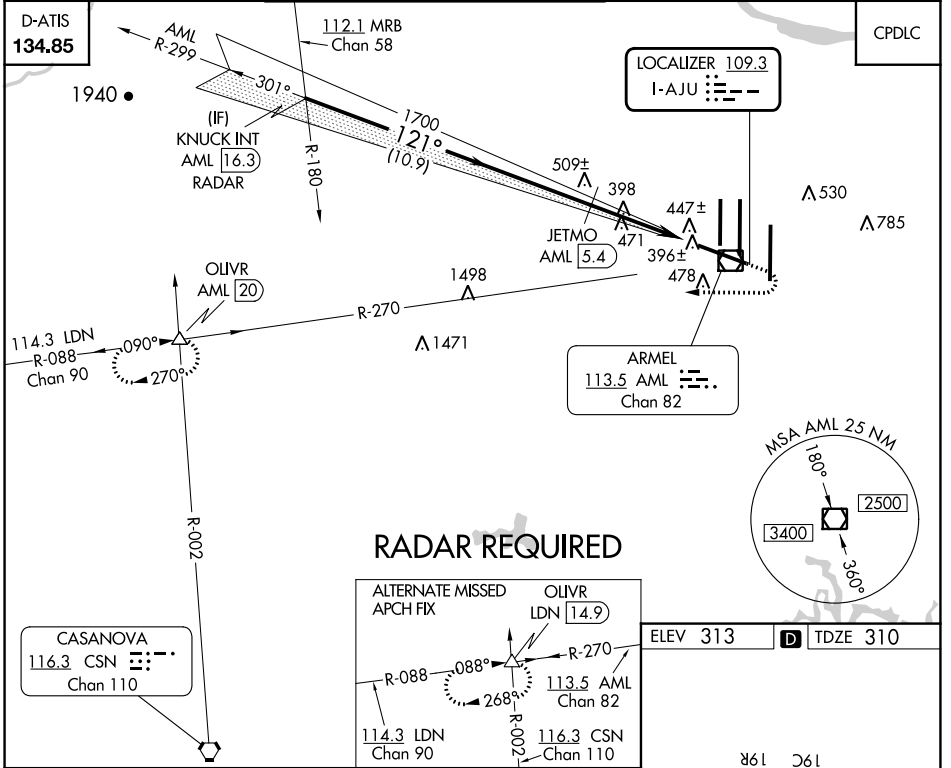 D-ATIS
134.85
AML
R-299
112.1 MRB
Chan 58
CPDLC
LOCALIZER 109.3
I-AJU
1940
301°
(IF)
KNUCK INT
AML 16.3
RADAR
1700
121°
(10.9)
R-180
509±
398
447±
530
785
JETMO
AML 5.4
471
396±
478
OLIVR
AML 20
1498
R-270
114.3 LDN
R-088
Chan 90
090°
270°
1471
ARMEL
113.5 AML
Chan 82
MSA AML 25 NM
180°
2500
3400
360°
R-002
RADAR REQUIRED
ALTERNATE MISSED
APCH FIX
OLIVR
LDN 14.9
R-088
088°
R-270
268°
113.5 AML
Chan 82
R-002
114.3 LDN
Chan 90
116.3 CSN
Chan 110
CASANOVA
116.3 CSN
Chan 110
ELEV 313
D
TDZE 310
19R
19C